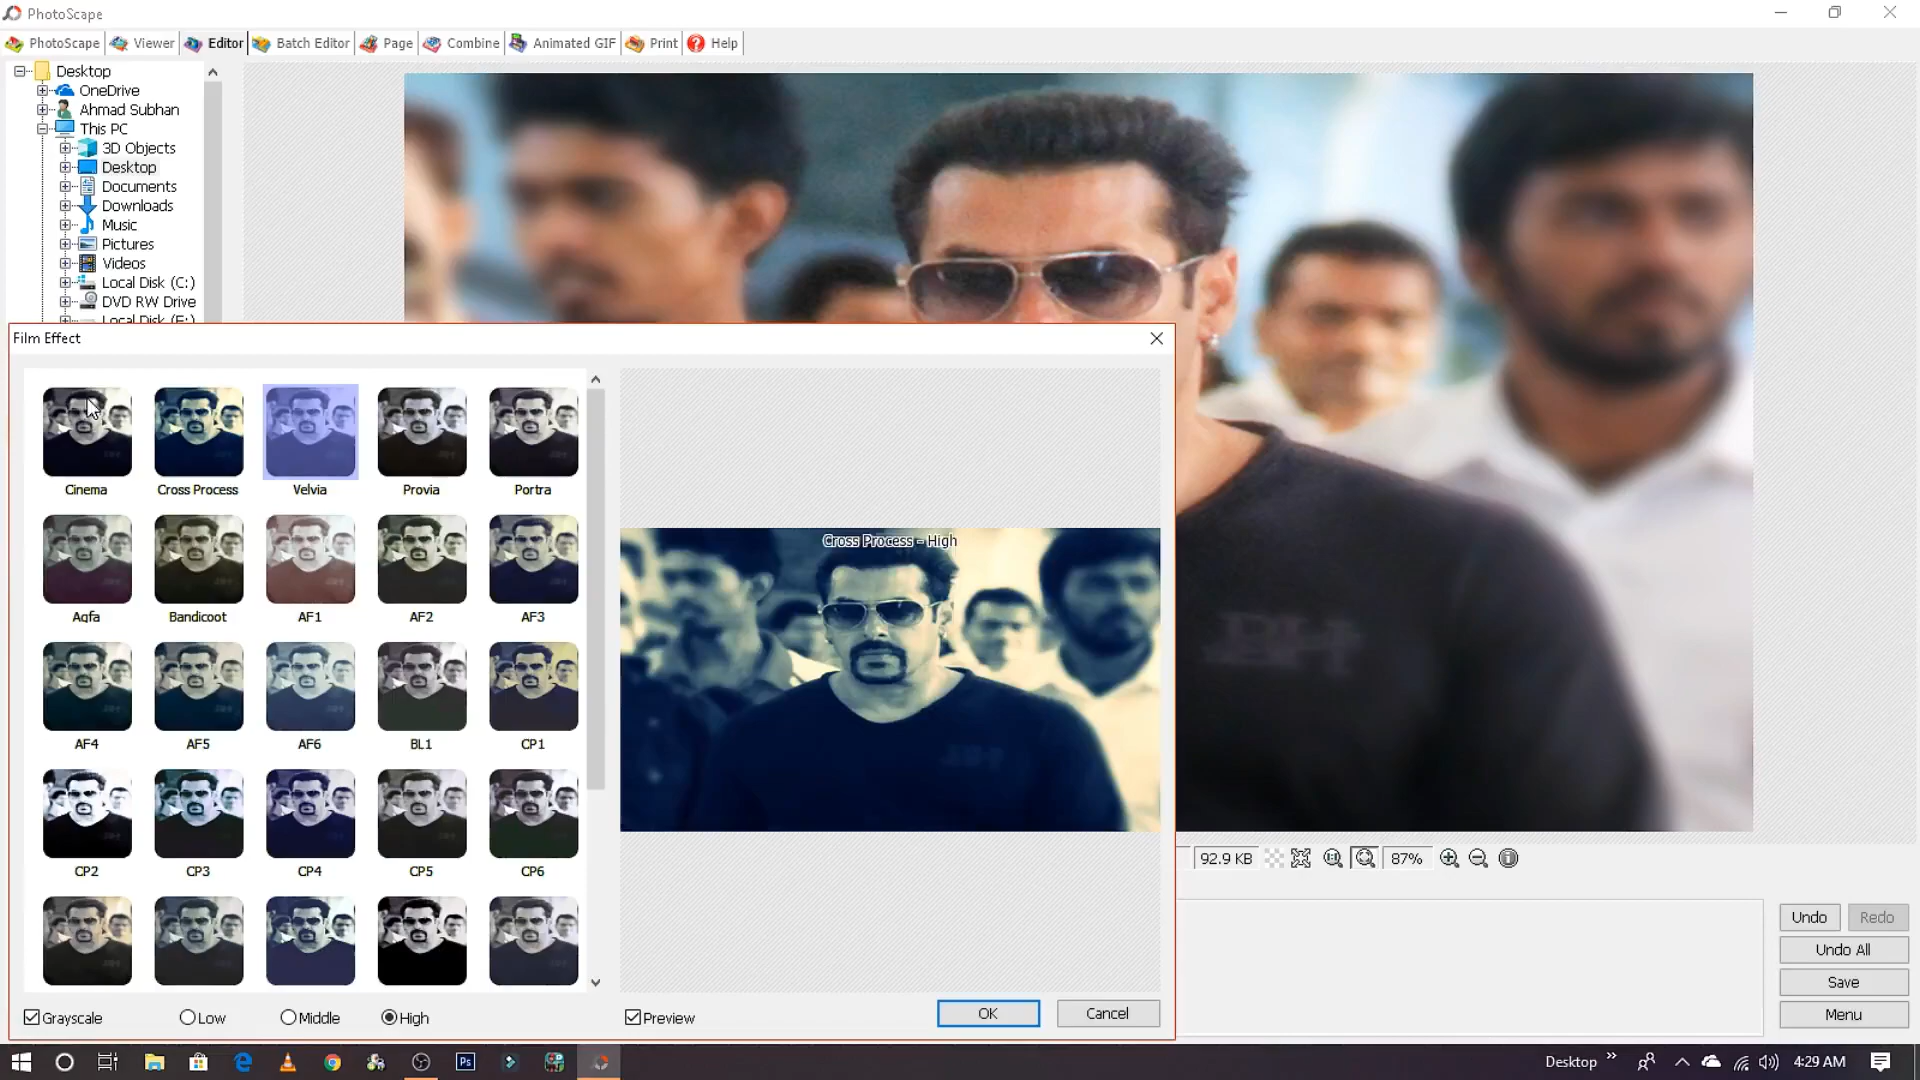 PhotoScape
PhotoScape Viewer Editor Batch Editor Page Combine Animated GIF Print Help
Desktop
OneDrive
Ahmad Subhan
This PC
3D Objects
Desktop
Documents
Downloads
Music
Pictures
Videos
Local Disk (C:)
DVD RW Drive
Local Disk (E:)
Film Effect
Cinema Cross Process Velvia Provia Portra
Agfa Bandicoot AF1 AF2 AF3
AF4 AF5 AF6 BL1 CP1
CP2 CP3 CP4 CP5 CP6
Grayscale Low Middle High
Cross Process - High
Preview OK Cancel
92.9 KB 87%
Undo Redo
Undo All
Save
Menu
Ps
Desktop 4:29 AM